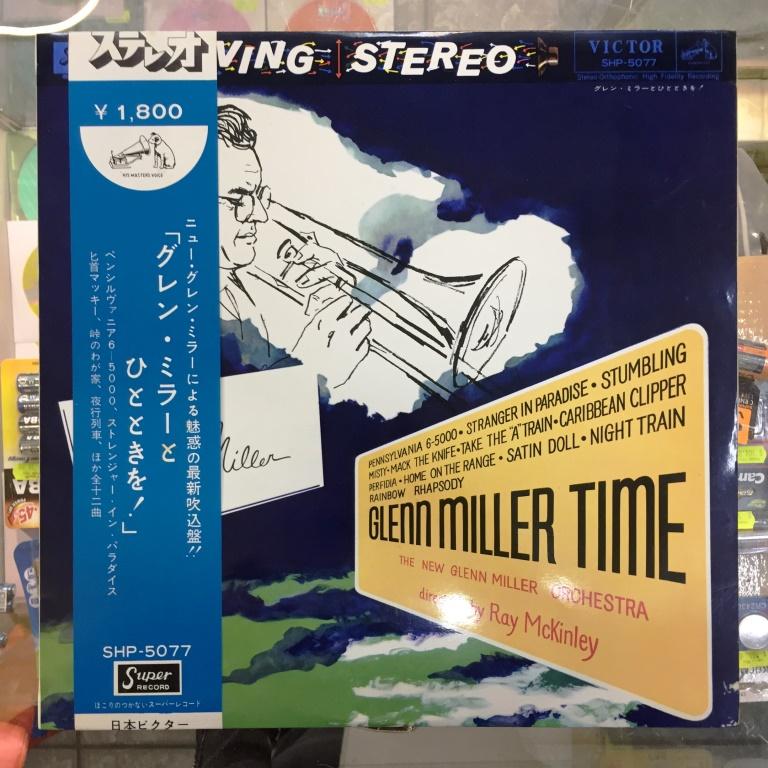 ステレオ
VING STEREO
VICTOR
SHP-5077
Stereo-Orthophonic High Fidelity Recording
グレン・ミラーとひとときを!
¥ 1,800
HIS MASTERS VOICE
ニュー・グレン・ミラーによる魅惑の最新吹込盤!!
「グレン・ミラーと
ひとときを!」
ペンシルヴァニア6-5000、ストレンジャー・イン・パラダイス
匕首マッキー、峠のわが家、夜行列車、ほか全十二曲
SHP-5077
Super
RECORD
ほこりのつかないスーパーレコード
日本ビクター
Miller
PENNSYLVANIA 6-5000 • STRANGER IN PARADISE • STUMBLING
MISTY • MACK THE KNIFE • TAKE THE "A" TRAIN • CARIBBEAN CLIPPER
PERFIDIA • HOME ON THE RANGE • SATIN DOLL • NIGHT TRAIN
RAINBOW RHAPSODY
GLENN MILLER TIME
THE NEW GLENN MILLER ORCHESTRA
directed by Ray McKinley